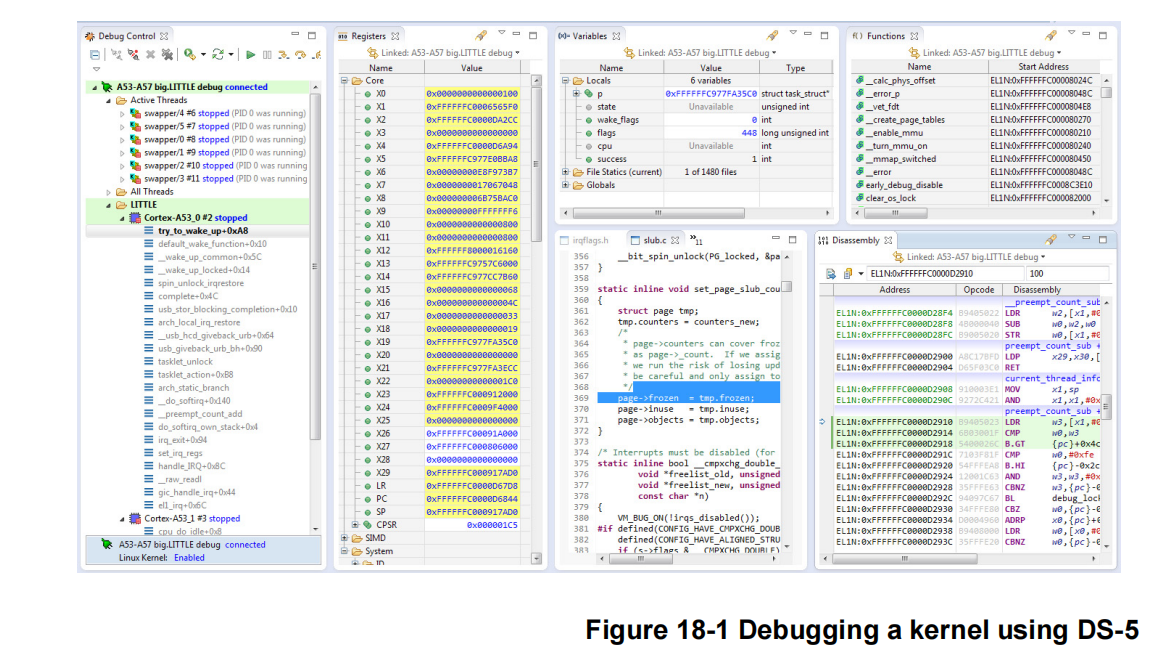 Debug Control
A53-A57 big.LITTLE debug connected
Active Threads
swapper/4 #6 stopped (PID 0 was running)
swapper/5 #7 stopped (PID 0 was running)
swapper/0 #8 stopped (PID 0 was running)
swapper/1 #9 stopped (PID 0 was running)
swapper/2 #10 stopped (PID 0 was running
swapper/3 #11 stopped (PID 0 was running
All Threads
LITTLE
Cortex-A53_0 #2 stopped
try_to_wake_up+0xA8
default_wake_function+0x10
__wake_up_common+0x5C
__wake_up_locked+0x14
spin_unlock_irqrestore
complete+0x4C
usb_stor_blocking_completion+0x10
arch_local_irq_restore
__usb_hcd_giveback_urb+0x64
usb_giveback_urb_bh+0x90
tasklet_unlock
tasklet_action+0xB8
arch_static_branch
__do_softirq+0x140
__preempt_count_add
do_softirq_own_stack+0x4
irq_exit+0x94
set_irq_regs
handle_IRQ+0x8C
__raw_readl
gic_handle_irq+0x44
el1_irq+0x6C
Cortex-A53_1 #3 stopped
cpu_do_idle+0x8
A53-A57 big.LITTLE debug connected
Linux Kernel: Enabled
Registers
Linked: A53-A57 big.LITTLE debug
Name Value
Core
X0 0x0000000000000100
X1 0xFFFFFFC0006565F0
X2 0xFFFFFFC0000DA2CC
X3 0x0000000000000000
X4 0xFFFFFFC0000D6A94
X5 0xFFFFFFC977E0BBA8
X6 0x00000000E8F973B7
X7 0x0000000017067048
X8 0x000000006B75BAC0
X9 0x000000000FFFFFF6
X10 0x0000000000000800
X11 0x0000000000000800
X12 0xFFFFFF8000016160
X13 0xFFFFFFC9757C6000
X14 0xFFFFFFC977CC7B60
X15 0x0000000000000068
X16 0x000000000000004C
X17 0x0000000000000033
X18 0x0000000000000019
X19 0xFFFFFFC977FA35C0
X20 0x0000000000000000
X21 0xFFFFFFC977FA3ECC
X22 0x00000000000001C0
X23 0xFFFFFFC000912000
X24 0xFFFFFFC0009F4000
X25 0x0000000000000000
X26 0xFFFFFFC00091A000
X27 0xFFFFFFC000806000
X28 0x0000000000000000
X29 0xFFFFFFC000917AD0
LR 0xFFFFFFC0000D67D8
PC 0xFFFFFFC0000D6844
SP 0xFFFFFFC000917AD0
CPSR 0x000001C5
SIMD
System
ID
Variables
Linked: A53-A57 big.LITTLE debug
Name Value Type
Locals 6 variables
p 0xFFFFFFC977FA35C0 struct task_struct*
state Unavailable unsigned int
wake_flags 0 int
flags 448 long unsigned int
cpu Unavailable int
success 1 int
File Statics (current) 1 of 1480 files
Globals
Functions
Linked: A53-A57 big.LITTLE debug
Name Start Address
__calc_phys_offset EL1N:0xFFFFFFC00008024C
__error_p EL1N:0xFFFFFFC00008048C
__vet_fdt EL1N:0xFFFFFFC0000804E8
__create_page_tables EL1N:0xFFFFFFC000080270
__enable_mmu EL1N:0xFFFFFFC000080210
__turn_mmu_on EL1N:0xFFFFFFC000080240
__mmap_switched EL1N:0xFFFFFFC000080450
__error EL1N:0xFFFFFFC00008048C
early_debug_disable EL1N:0xFFFFFFC0008C3E10
clear_os_lock EL1N:0xFFFFFFC000082000
irqflags.h slub.c 11
356 __bit_spin_unlock(PG_locked, &pa
357 }
358
359 static inline void set_page_slub_cou
360 {
361 struct page tmp;
362 tmp.counters = counters_new;
363 /*
364 * page->counters can cover froz
365 * as page->_count. If we assig
366 * we run the risk of losing upd
367 * be careful and only assign to
368 */
369 page->frozen = tmp.frozen;
370 page->inuse = tmp.inuse;
371 page->objects = tmp.objects;
372 }
373
374 /* Interrupts must be disabled (for
375 static inline bool __cmpxchg_double_
376 void *freelist_old, unsigned
377 void *freelist_new, unsigned
378 const char *n)
379 {
380 VM_BUG_ON(!irqs_disabled());
381 #if defined(CONFIG_HAVE_CMPXCHG_DOUB
382 defined(CONFIG_HAVE_ALIGNED_STRU
383 if (s->flags & __CMPXCHG_DOUBLE)
Disassembly
Linked: A53-A57 big.LITTLE debug
EL1N:0xFFFFFFC0000D2910 100
Address Opcode Disassembly
__preempt_count_sub
EL1N:0xFFFFFFC0000D28F4 B9405022 LDR w2,[x1,#0
EL1N:0xFFFFFFC0000D28F8 4B000040 SUB w0,w2,w0
EL1N:0xFFFFFFC0000D28FC B9005020 STR w0,[x1,#0
preempt_count_sub +
EL1N:0xFFFFFFC0000D2900 A8C17BFD LDP x29,x30,[
EL1N:0xFFFFFFC0000D2904 D65F03C0 RET
current_thread_info
EL1N:0xFFFFFFC0000D2908 910003E1 MOV x1,sp
EL1N:0xFFFFFFC0000D290C 9272C421 AND x1,x1,#0x
preempt_count_sub +
EL1N:0xFFFFFFC0000D2910 B9405023 LDR w3,[x1,#0
EL1N:0xFFFFFFC0000D2914 6B03001F CMP w0,w3
EL1N:0xFFFFFFC0000D2918 5400026C B.GT {pc}+0x4c
EL1N:0xFFFFFFC0000D291C 7103F81F CMP w0,#0xfe
EL1N:0xFFFFFFC0000D2920 54FFFEA8 B.HI {pc}-0x2c
EL1N:0xFFFFFFC0000D2924 12001C63 AND w3,w3,#0x
EL1N:0xFFFFFFC0000D2928 35FFFE63 CBNZ w3,{pc}-0
EL1N:0xFFFFFFC0000D292C 94097C67 BL debug_lock
EL1N:0xFFFFFFC0000D2930 34FFFE80 CBZ w0,{pc}-0
EL1N:0xFFFFFFC0000D2934 D0004960 ADRP x0,{pc}+0
EL1N:0xFFFFFFC0000D2938 B9408000 LDR w0,[x0,#0
EL1N:0xFFFFFFC0000D293C 35FFFE20 CBNZ w0,{pc}-0
Figure 18-1 Debugging a kernel using DS-5